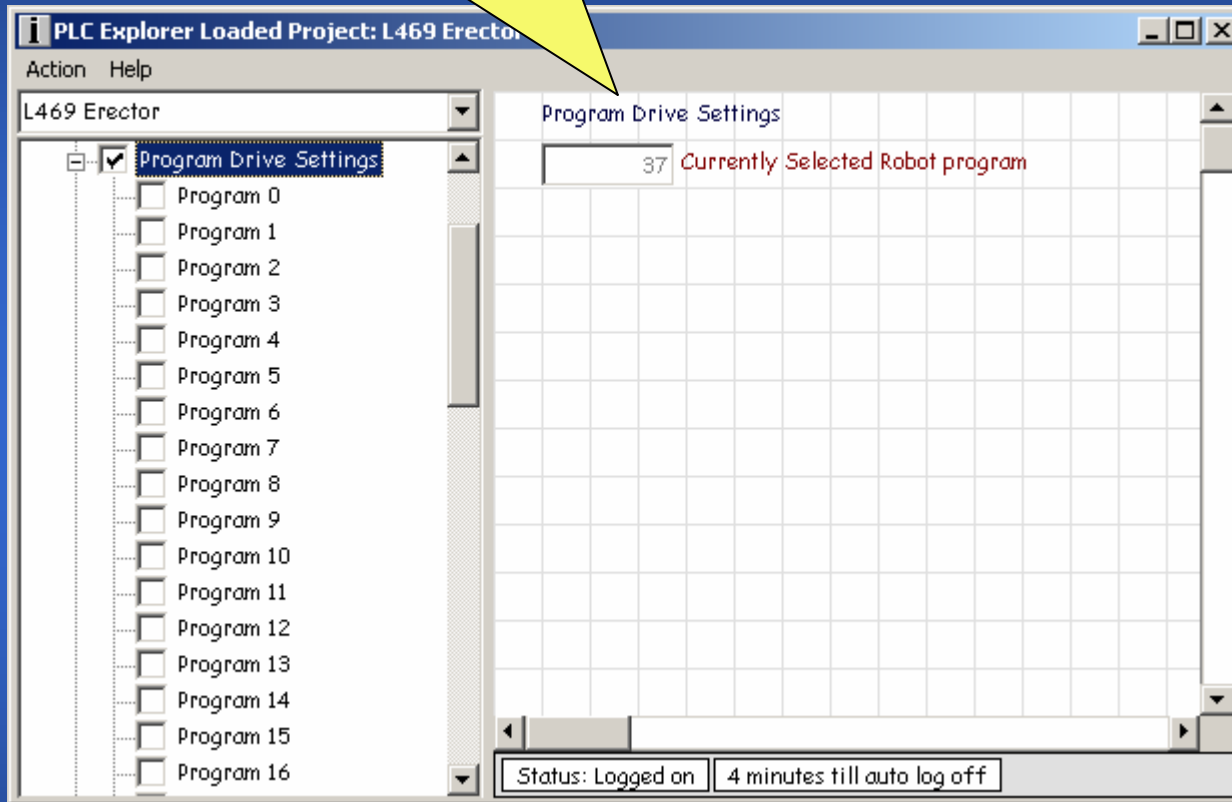 PLC Explorer Loaded Project: L469 Erector
Action Help
L469 Erector
Program Drive Settings
Program 0
Program 1
Program 2
Program 3
Program 4
Program 5
Program 6
Program 7
Program 8
Program 9
Program 10
Program 11
Program 12
Program 13
Program 14
Program 15
Program 16
Program Drive Settings
37 Currently Selected Robot program
Status: Logged on
4 minutes till auto log off